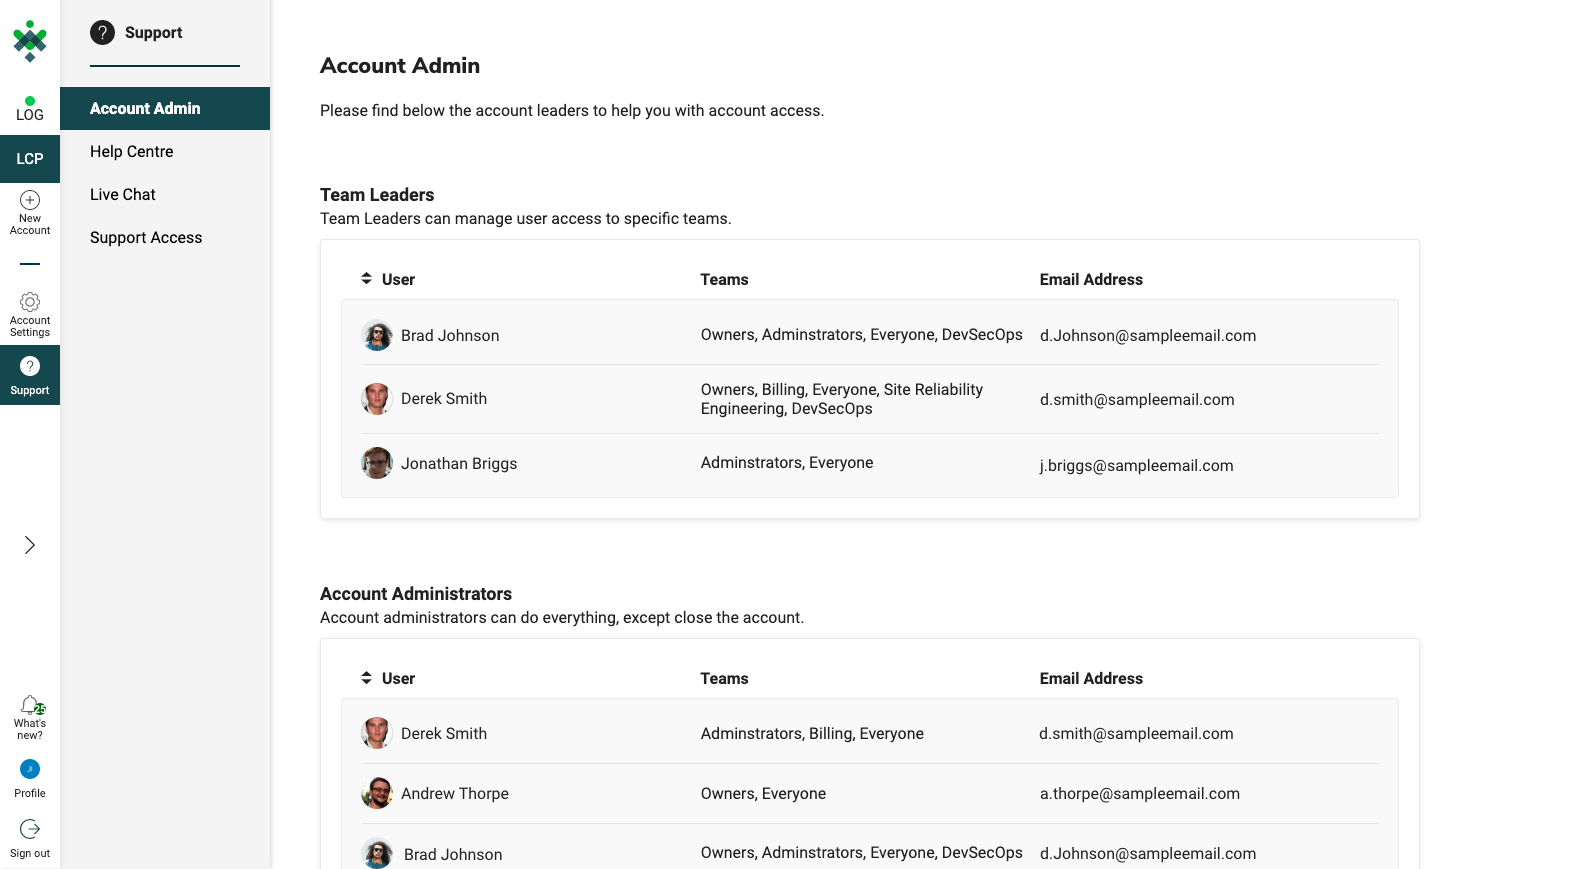 Support
LOG
LCP
New
Account
Account
Settings
Support
25
What's
new?
JI
Profile
Sign out
Account Admin
Help Centre
Live Chat
Support Access
Account Admin
Please find below the account leaders to help you with account access.
Team Leaders
Team Leaders can manage user access to specific teams.
User Teams Email Address
Brad Johnson Owners, Adminstrators, Everyone, DevSecOps d.Johnson@sampleemail.com
Derek Smith Owners, Billing, Everyone, Site Reliability
Engineering, DevSecOps d.smith@sampleemail.com
Jonathan Briggs Adminstrators, Everyone j.briggs@sampleemail.com
Account Administrators
Account administrators can do everything, except close the account.
User Teams Email Address
Derek Smith Adminstrators, Billing, Everyone d.smith@sampleemail.com
Andrew Thorpe Owners, Everyone a.thorpe@sampleemail.com
Brad Johnson Owners, Adminstrators, Everyone, DevSecOps d.Johnson@sampleemail.com